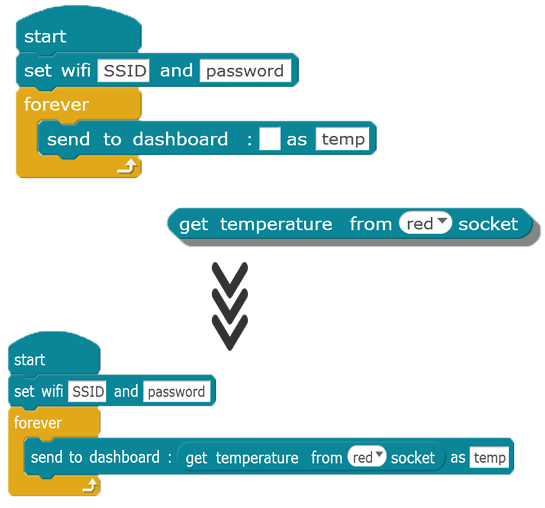 start
set wifi SSID and password
forever
send to dashboard : as temp
get temperature from red socket
start
set wifi SSID and password
forever
send to dashboard : get temperature from red socket as temp